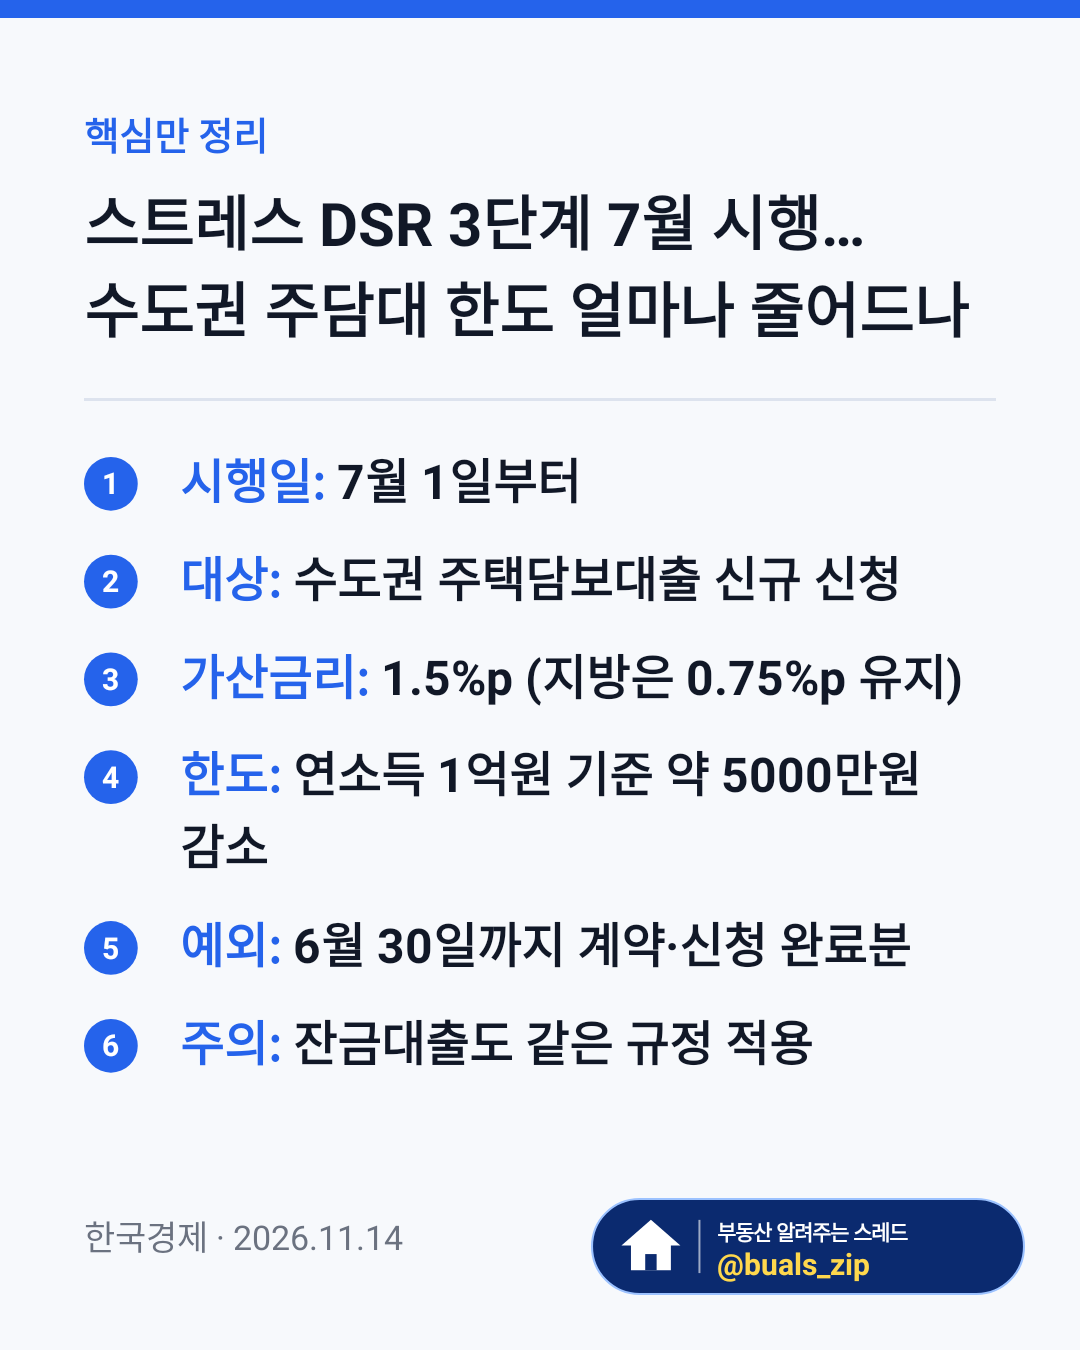 핵심만 정리
스트레스 DSR 3단계 7월 시행…
수도권 주담대 한도 얼마나 줄어드나
1 시행일: 7월 1일부터
2 대상: 수도권 주택담보대출 신규 신청
3 가산금리: 1.5%p (지방은 0.75%p 유지)
4 한도: 연소득 1억원 기준 약 5000만원
감소
5 예외: 6월 30일까지 계약·신청 완료분
6 주의: 잔금대출도 같은 규정 적용
한국경제 · 2026.11.14
부동산 알려주는 스레드
@buals_zip